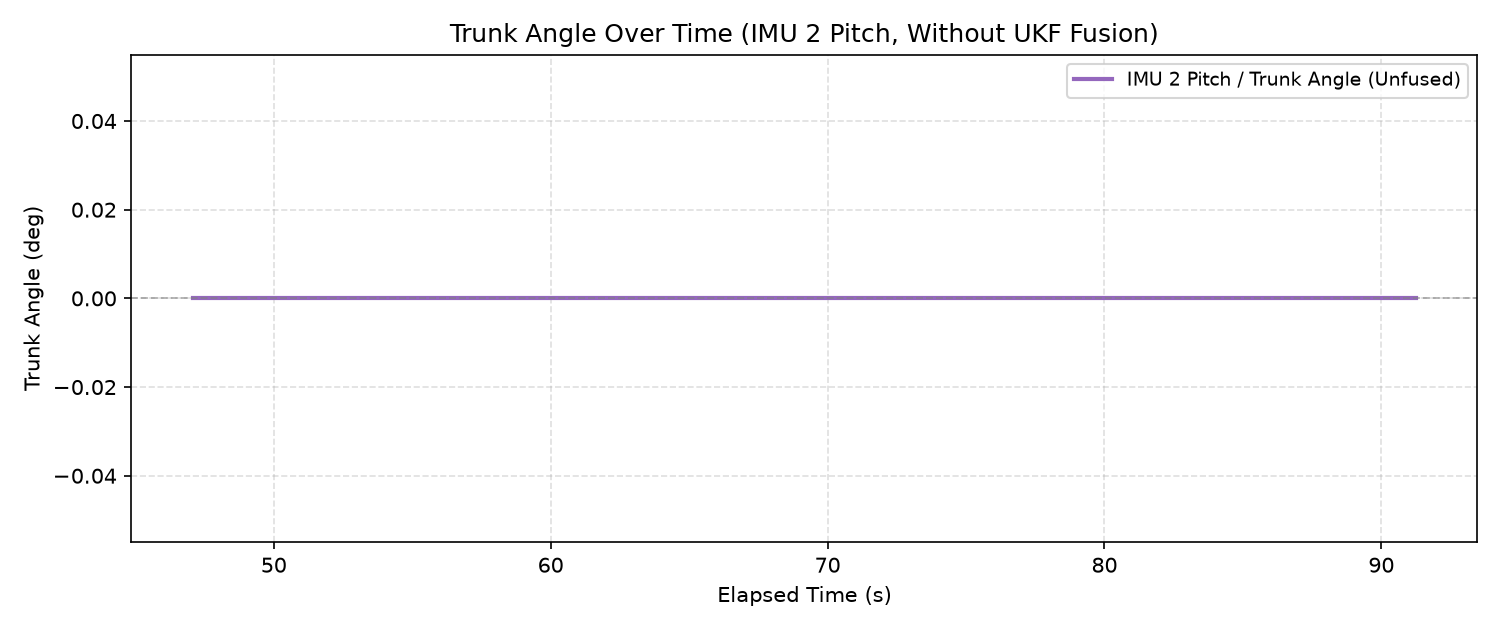 Trunk Angle Over Time (IMU 2 Pitch, Without UKF Fusion)
IMU 2 Pitch / Trunk Angle (Unfused)
Trunk Angle (deg)
0.04
0.02
0.00
−0.02
−0.04
50 60 70 80 90
Elapsed Time (s)